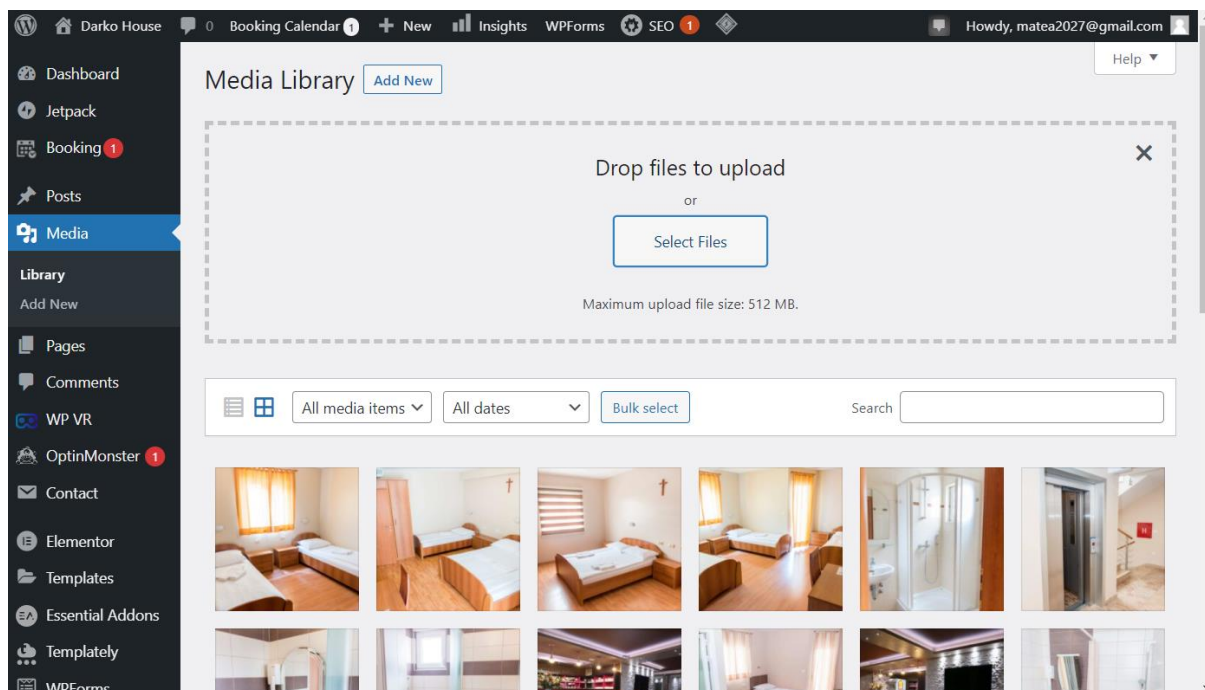 Darko House 0 Booking Calendar 1 New Insights WPForms SEO 1 Howdy, matea2027@gmail.com
Help
Dashboard
Jetpack
Booking 1
Posts
Media
Library
Add New
Pages
Comments
WP VR
OptinMonster 1
Contact
Elementor
Templates
Essential Addons
Templately
WPForms
Media Library Add New
Drop files to upload
or
Select Files
Maximum upload file size: 512 MB.
All media items All dates Bulk select Search